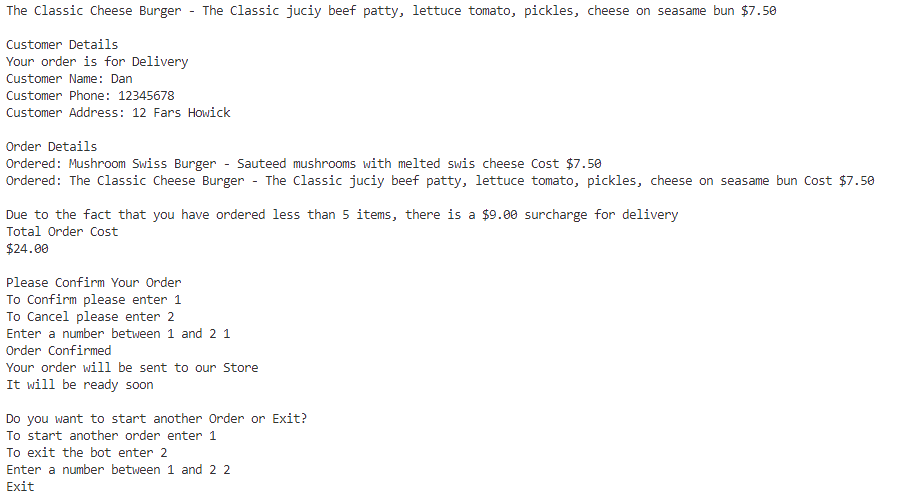 The Classic Cheese Burger - The Classic juciy beef patty, lettuce tomato, pickles, cheese on seasame bun $7.50
Customer Details
Your order is for Delivery
Customer Name: Dan
Customer Phone: 12345678
Customer Address: 12 Fars Howick
Order Details
Ordered: Mushroom Swiss Burger - Sauteed mushrooms with melted swis cheese Cost $7.50
Ordered: The Classic Cheese Burger - The Classic juciy beef patty, lettuce tomato, pickles, cheese on seasame bun Cost $7.50
Due to the fact that you have ordered less than 5 items, there is a $9.00 surcharge for delivery
Total Order Cost
$24.00
Please Confirm Your Order
To Confirm please enter 1
To Cancel please enter 2
Enter a number between 1 and 2 1
Order Confirmed
Your order will be sent to our Store
It will be ready soon
Do you want to start another Order or Exit?
To start another order enter 1
To exit the bot enter 2
Enter a number between 1 and 2 2
Exit